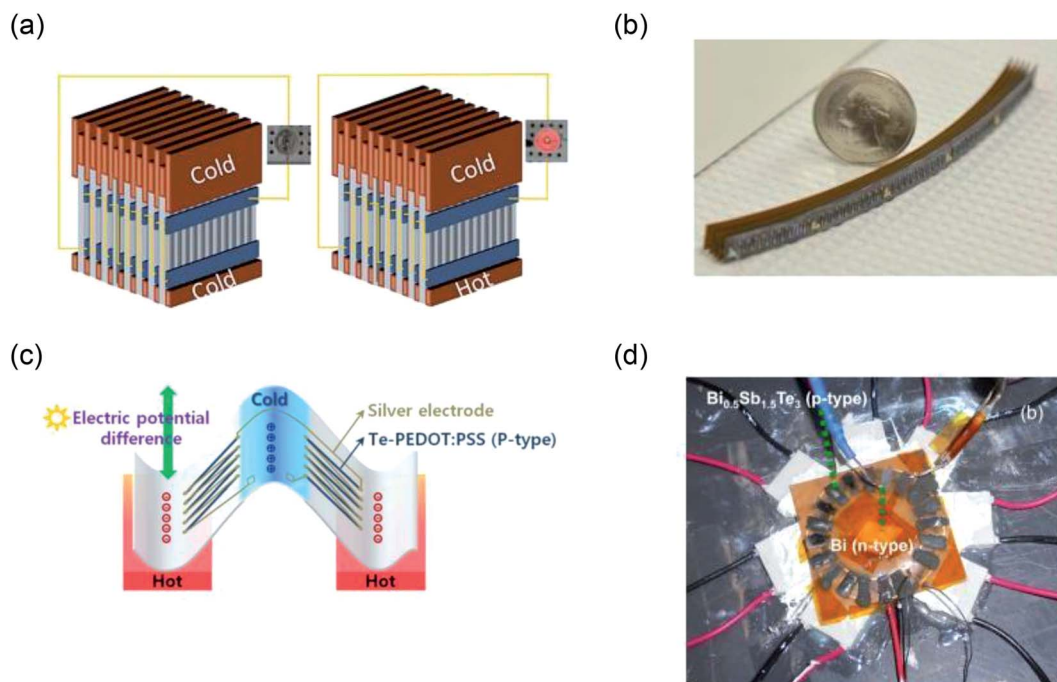 (a)
(b)
Cold
Cold
Cold
Hot
(c)
(d)
Cold
Electric potential
difference
Silver electrode
Te-PEDOT:PSS (P-type)
Hot
Hot
Bi0.5Sb1.5Te3 (p-type)
(b)
Bi (n-type)